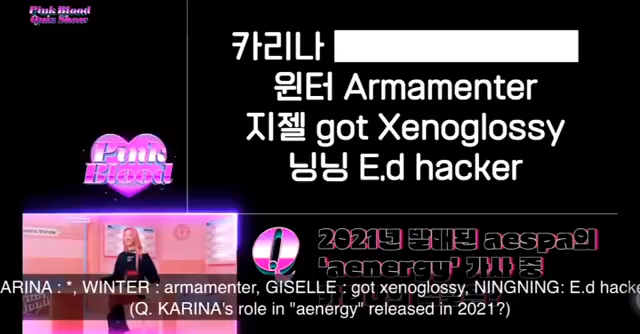 Pink Blood
Quiz Show
카리나
윈터 Armamenter
지젤 got Xenoglossy
닝닝 E.d hacker
Pink
Blood
Q
2021년 발매된 aespa의
'aenergy' 가사 중
ARINA : *, WINTER : armamenter, GISELLE : got xenoglossy, NINGNING: E.d hacke
(Q. KARINA's role in "aenergy" released in 2021?)